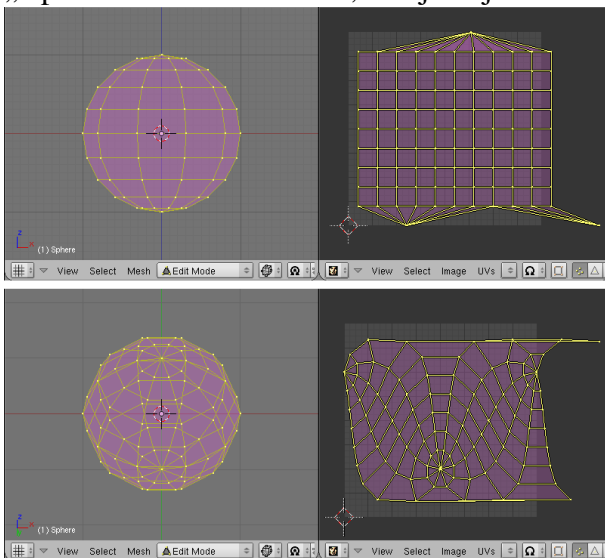 z
x
(1) Sphere
View Select Mesh Edit Mode
View Select Image UVs
z
x
(1) Sphere
View Select Mesh Edit Mode
View Select Image UVs